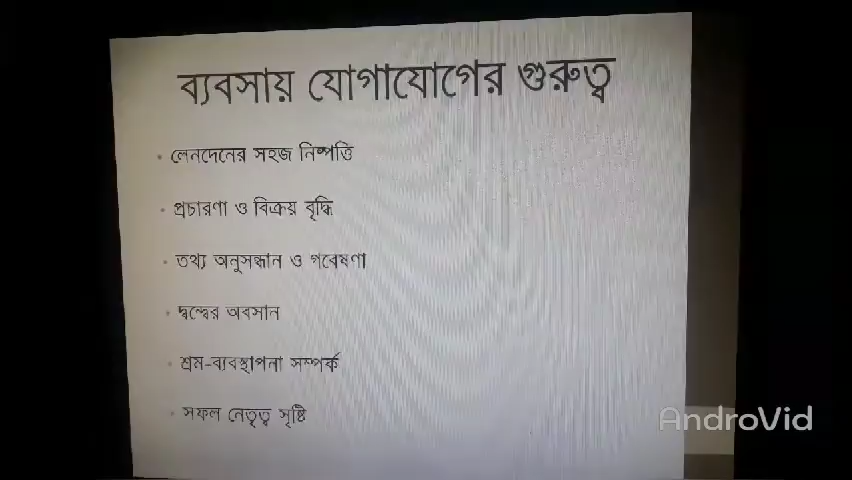 ব্যবসায় যোগাযোগের গুরুত্ব
• লেনদেনের সহজ নিষ্পত্তি
• প্রচারণা ও বিক্রয় বৃদ্ধি
• তথ্য অনুসন্ধান ও গবেষণা
• দ্বন্দ্বের অবসান
• শ্রম-ব্যবস্থাপনা সম্পর্ক
• সফল নেতৃত্ব সৃষ্টি
AndroVid